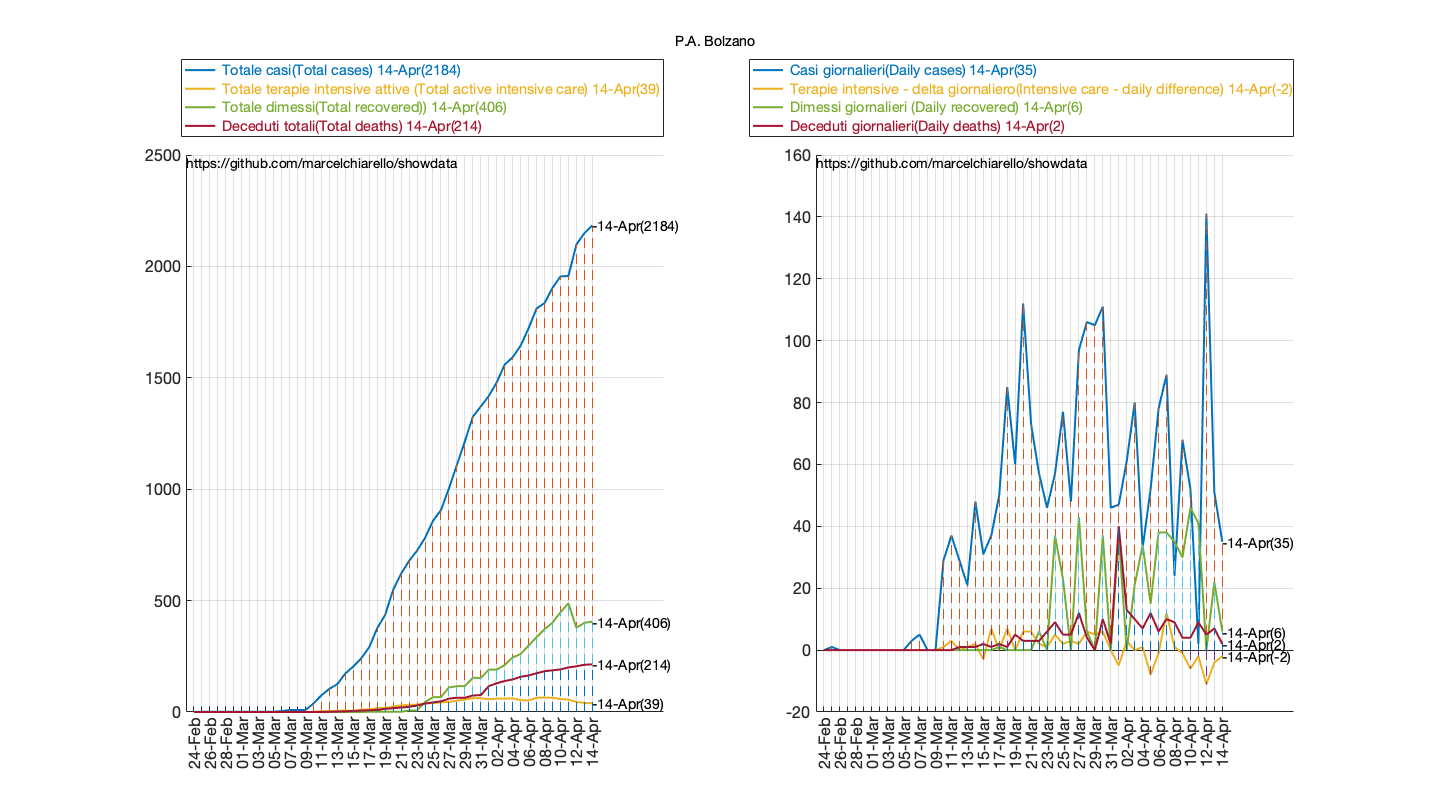 P.A. Bolzano
Totale casi(Total cases) 14-Apr(2184)
Totale terapie intensive attive (Total active intensive care) 14-Apr(39)
Totale dimessi(Total recovered)) 14-Apr(406)
Deceduti totali(Total deaths) 14-Apr(214)
2500
https://github.com/marcelchiarello/showdata
2000
1500
1000
500
0
14-Apr(2184)
14-Apr(406)
14-Apr(214)
14-Apr(39)
24-Feb
26-Feb
28-Feb
01-Mar
03-Mar
05-Mar
07-Mar
09-Mar
11-Mar
13-Mar
15-Mar
17-Mar
19-Mar
21-Mar
23-Mar
25-Mar
27-Mar
29-Mar
31-Mar
02-Apr
04-Apr
06-Apr
08-Apr
10-Apr
12-Apr
14-Apr
Casi giornalieri(Daily cases) 14-Apr(35)
Terapie intensive - delta giornaliero(Intensive care - daily difference) 14-Apr(-2)
Dimessi giornalieri (Daily recovered) 14-Apr(6)
Deceduti giornalieri(Daily deaths) 14-Apr(2)
160
https://github.com/marcelchiarello/showdata
140
120
100
80
60
40
20
0
-20
14-Apr(35)
14-Apr(6)
14-Apr(2)
14-Apr(-2)
24-Feb
26-Feb
28-Feb
01-Mar
03-Mar
05-Mar
07-Mar
09-Mar
11-Mar
13-Mar
15-Mar
17-Mar
19-Mar
21-Mar
23-Mar
25-Mar
27-Mar
29-Mar
31-Mar
02-Apr
04-Apr
06-Apr
08-Apr
10-Apr
12-Apr
14-Apr